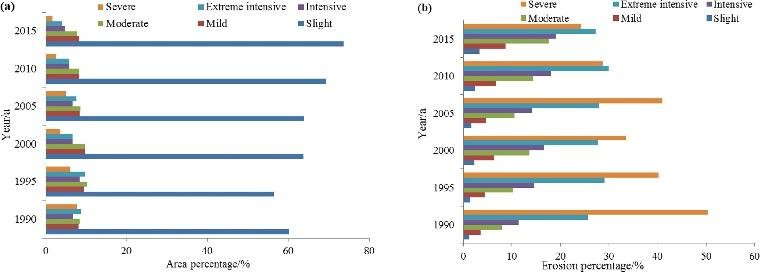 (a)
Severe Extreme intensive Intensive
Moderate Mild Slight
2015
2010
2005
2000
1995
1990
Year/a
0 20 40 60 80
Area percentage/%
(b)
Severe Extreme intensive Intensive
Moderate Mild Slight
2015
2010
2005
2000
1995
1990
Year/a
0 10 20 30 40 50 60
Erosion percentage/%